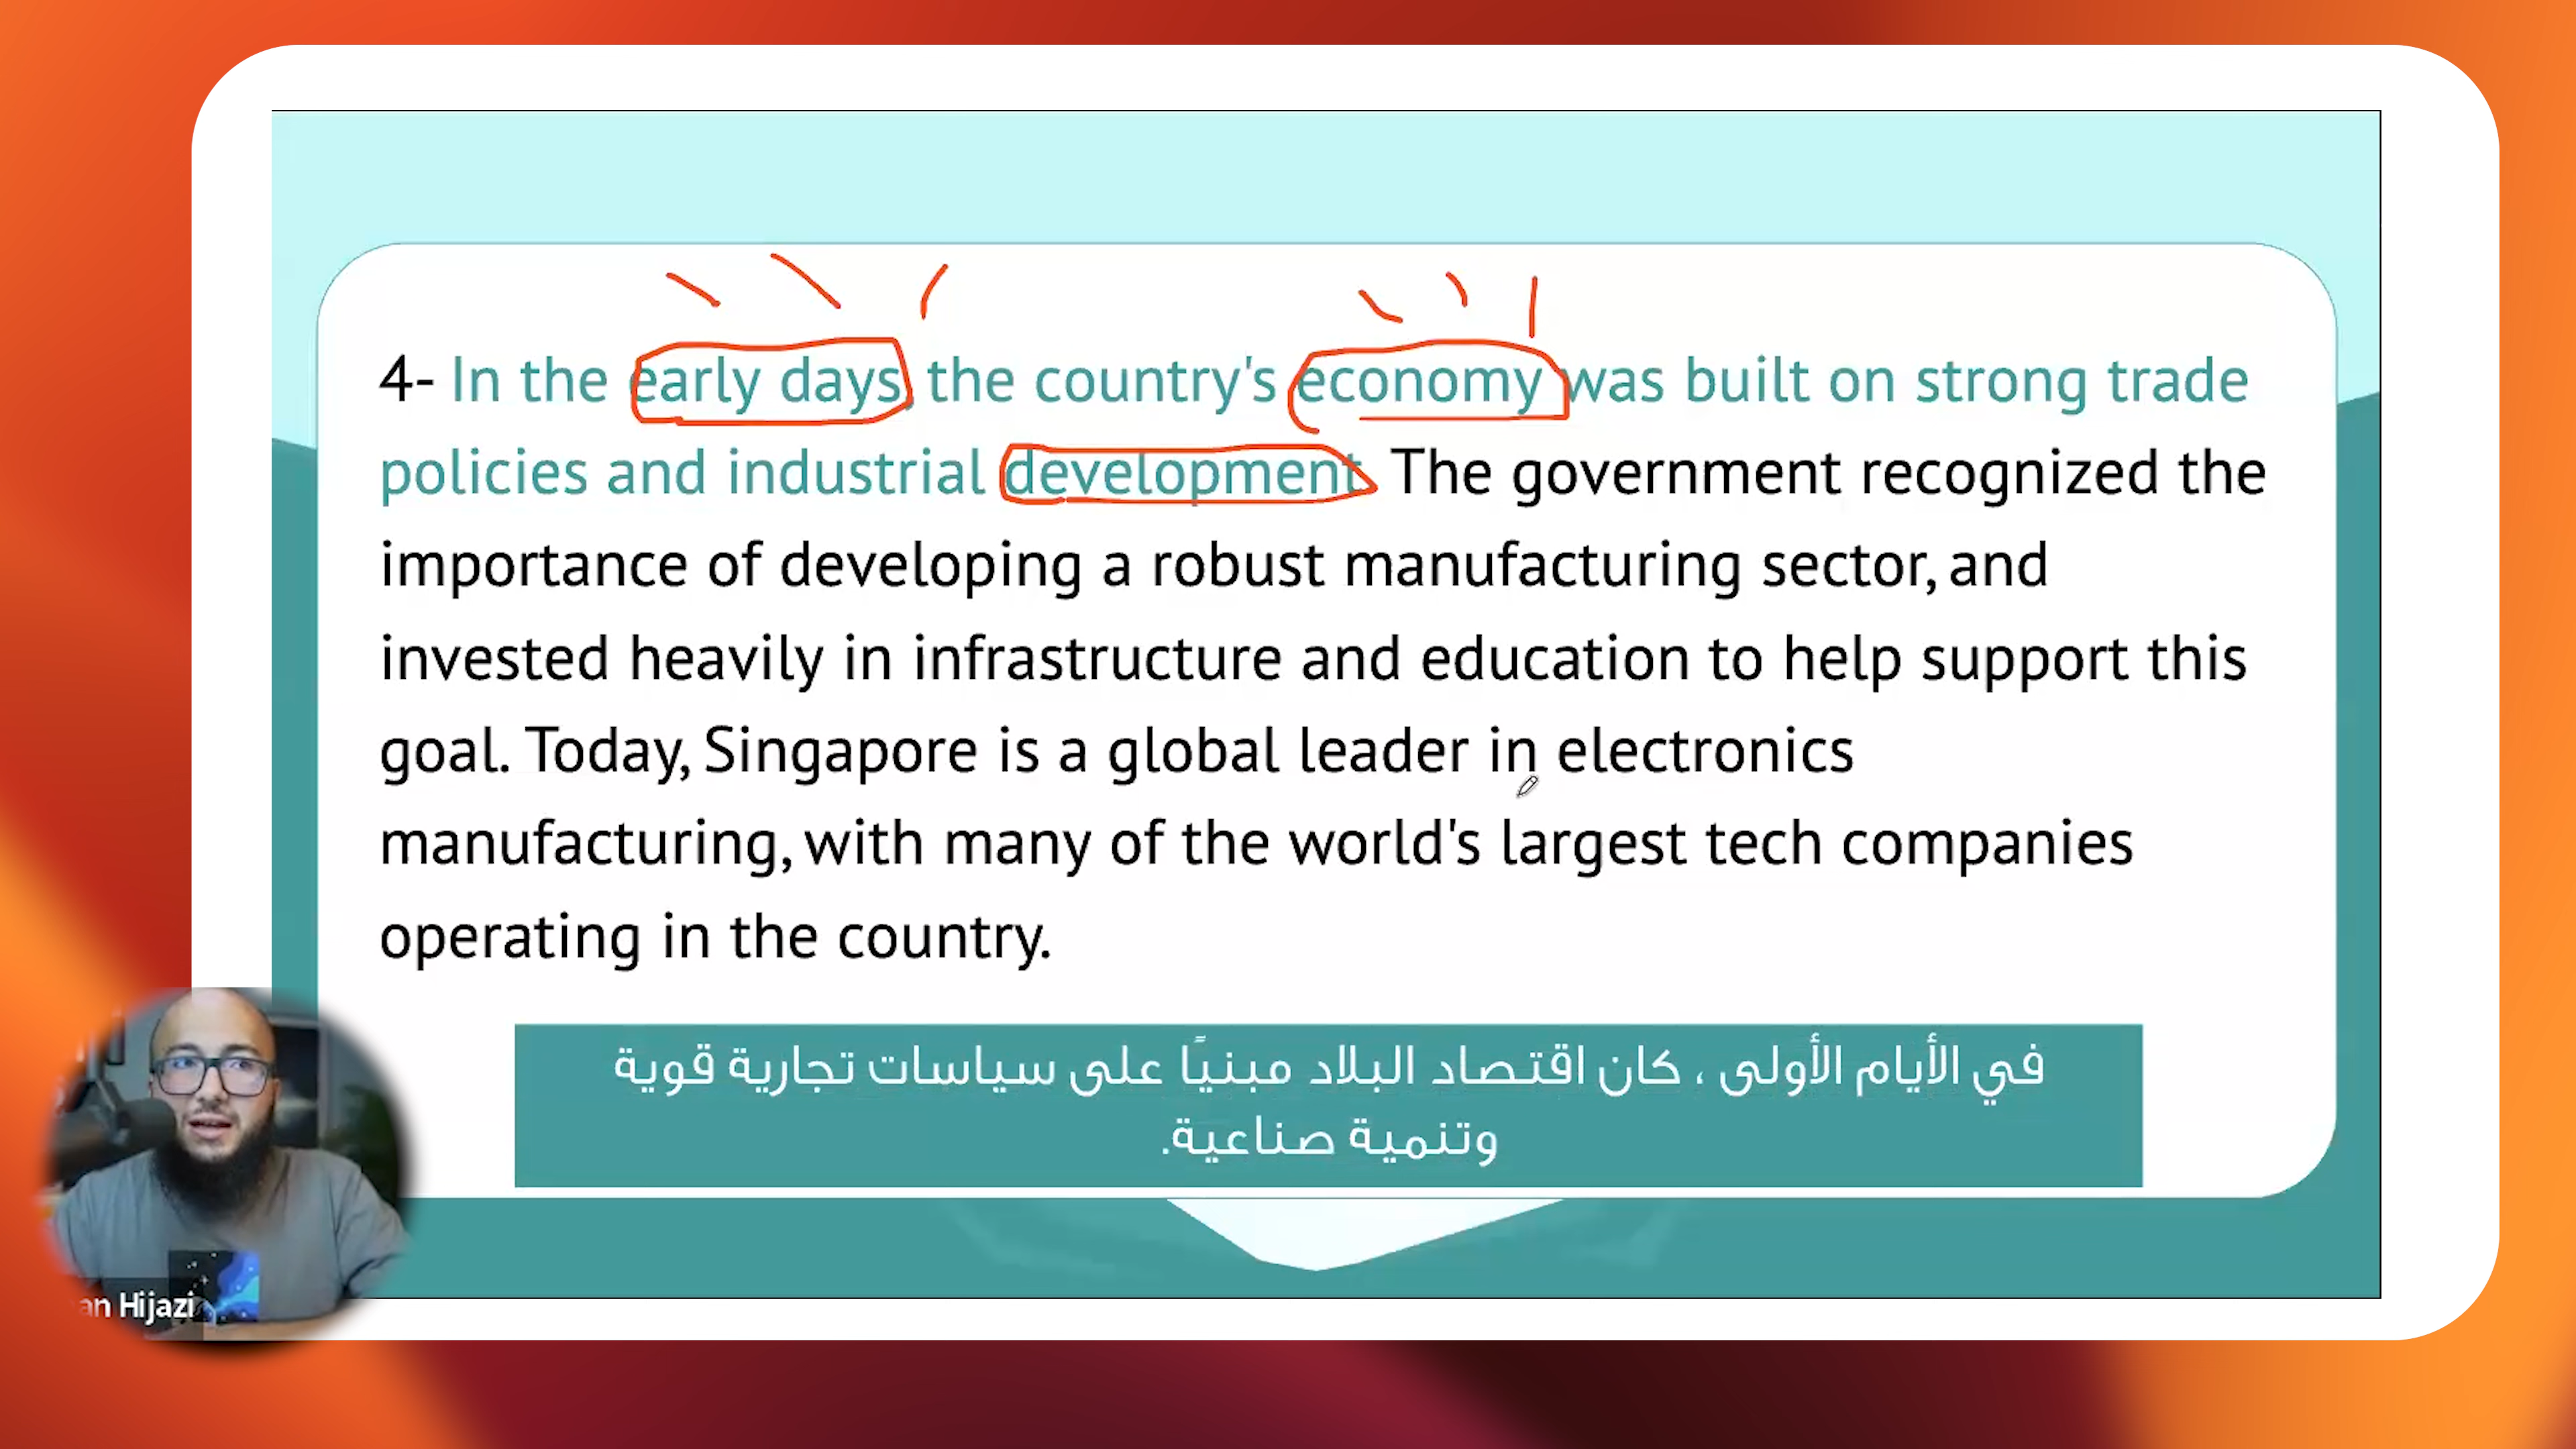 4- In the early days, the country's economy was built on strong trade
policies and industrial development. The government recognized the
importance of developing a robust manufacturing sector, and
invested heavily in infrastructure and education to help support this
goal. Today, Singapore is a global leader in electronics
manufacturing, with many of the world's largest tech companies
operating in the country.
في الأيام الأولى ، كان اقتصاد البلاد مبنيًا على سياسات تجارية قوية
وتنمية صناعية.
an Hijazi